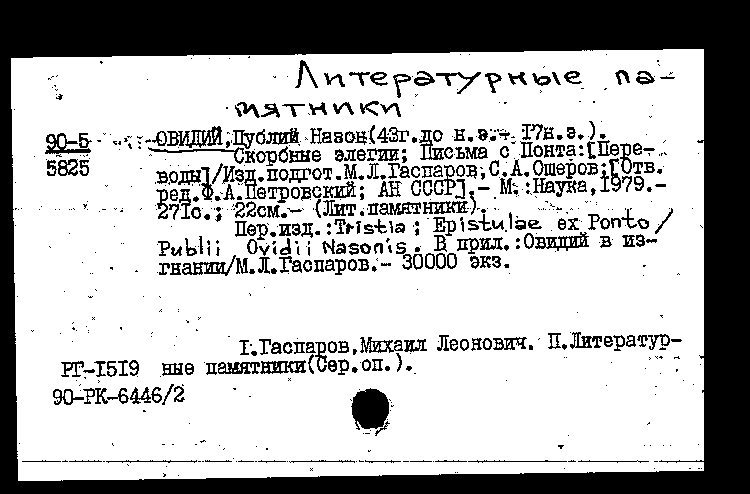 Литературные па-
мятники
90-5 ОВИДИЙ, Публий Назон(43г.до н.э.- 17н.э.).
5825 Скорбные элегии; Письма с Понта:[Пере-
воды]/Изд.подгот.М.Л.Гаспаров,С.А.Ошеров;[Отв.
ред.Ф.А.Петровский; АН СССР].- М.:Наука,1979.-
271с.; 22см.- (Лит.памятники).
Пер.изд.:Tristia; Epistulae ex Ponto/
Publii Ovidii Nasonis. В прил.:Овидий в из-
гнании/М.Л.Гаспаров.- 30000 экз.
I.Гаспаров,Михаил Леонович. П.Литератур-
РГ-1519 ные памятники(Сер.оп.).
90-РК-6446/2